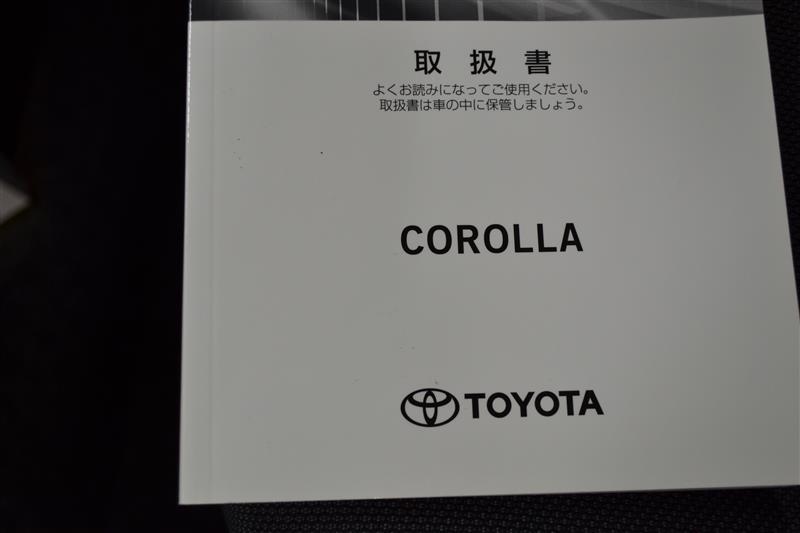 取扱書
よくお読みになってご使用ください。
取扱書は車の中に保管しましょう。
COROLLA
TOYOTA